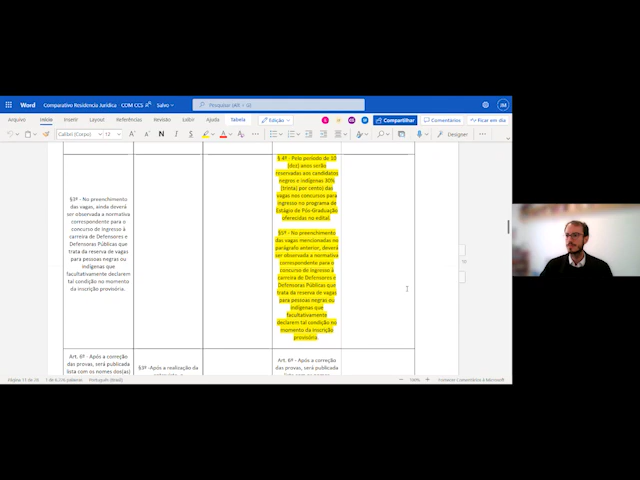 Word
Comparativo Residencia Jurídica
CDM CCS
Salvo
Pesquisar (Alt + G)
JM
Arquivo
Início
Inserir
Layout
Referências
Revisão
Exibir
Ajuda
Tabela
Edição
Compartilhar
Comentários
Ficar em dia
Calibri (Corpo)
12
N
I
S
Designer
§3º - No preenchimento
das vagas, ainda deverá
ser observada a normativa
correspondente para o
concurso de ingresso à
carreira de Defensores e
Defensoras Públicas que
trata da reserva de vaga
para pessoas negras ou
indígenas que
facultativamente declarem
tal condição no momento
da inscrição provisória.
Art. 6º - Após a correção
das provas, será publicada
lista com os nomes dos(as)
§3º -Após a realização da
§ 4º - Pelo período de 10
(dez) anos serão
reservadas aos candidatos
negros e indígenas 30%
(trinta) por cento) das
vagas nos concursos para
ingresso no programa de
Estágio de Pós-Graduação
oferecidas no edital.
- No preenchimento
das vagas mencionadas no
parágrafo anterior, deverá
ser observada a normativa
correspondente para o
concurso de ingresso à
carreira de Defensores e
Defensoras Públicas que
trata da reserva de vagas
para pessoas negras ou
indígenas que
facultativamente
declarem tal condição no
momento da inscrição
provisória.
Art. 6º - Após a correção
das provas, será publicada
lista com os nomes
Português (Brasil)
100%
Fornecer Comentários à Microsoft